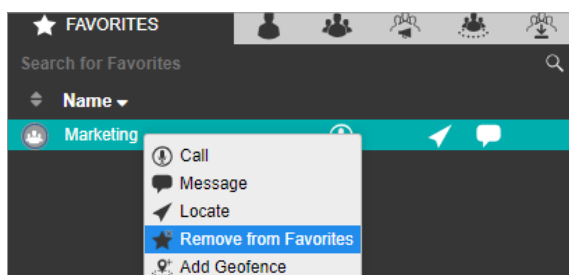 FAVORITES
Search for Favorites
Name
Marketing
Call
Message
Locate
Remove from Favorites
Add Geofence